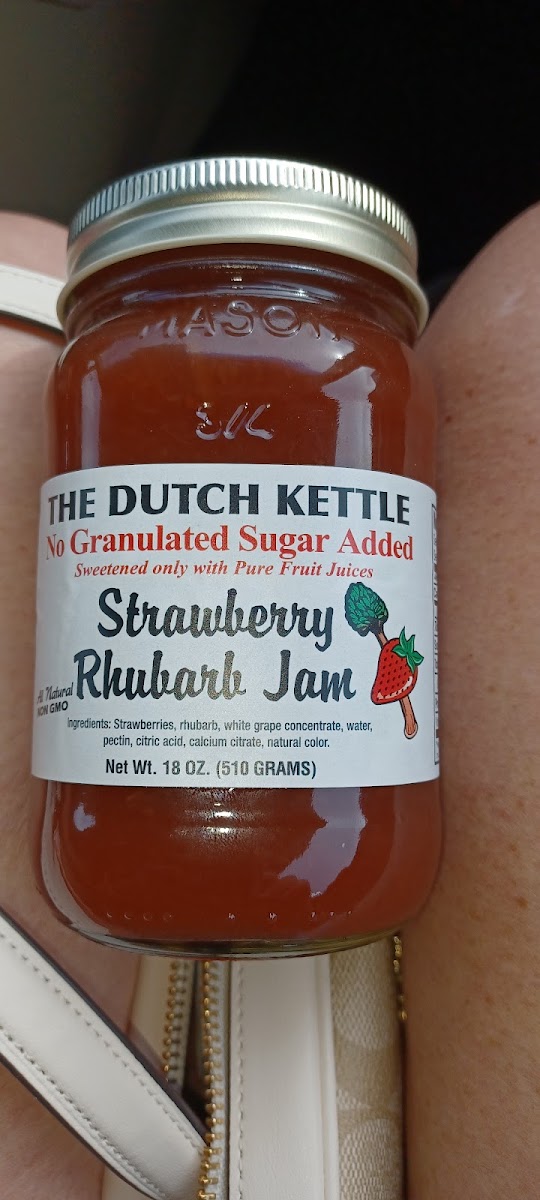 MASON
THE DUTCH KETTLE
No Granulated Sugar Added
Sweetened only with Pure Fruit Juices
Strawberry
Rhubarb Jam
All Natural
NON GMO
Ingredients: Strawberries, rhubarb, white grape concentrate, water,
pectin, citric acid, calcium citrate, natural color.
Net Wt. 18 OZ. (510 GRAMS)